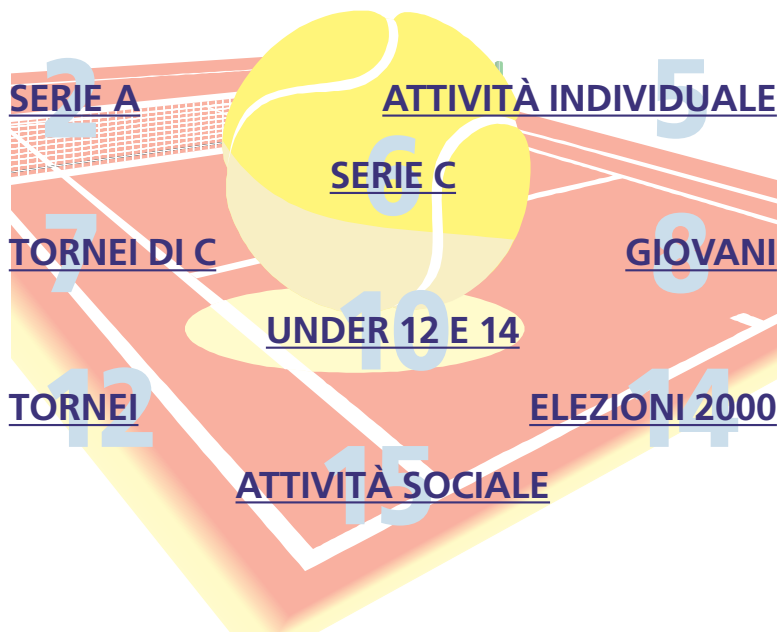 2
SERIE A
5
ATTIVITÀ INDIVIDUALE
6
SERIE C
7
TORNEI DI C
8
GIOVANI
10
UNDER 12 E 14
12
TORNEI
14
ELEZIONI 2000
15
ATTIVITÀ SOCIALE